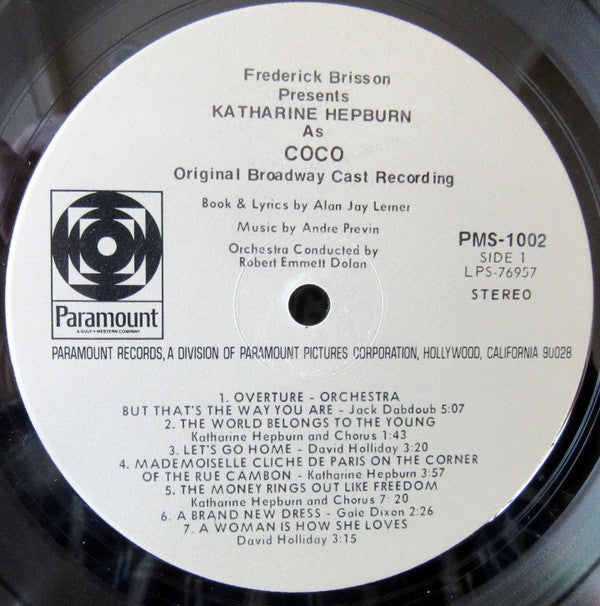 Frederick Brisson
Presents
KATHARINE HEPBURN
As
COCO
Original Broadway Cast Recording
Book & Lyrics by Alan Jay Lerner
Music by Andre Previn
Orchestra Conducted by
Robert Emmett Dolan
PMS-1002
SIDE 1
LPS-76957
STEREO
Paramount
A GULF+WESTERN COMPANY
PARAMOUNT RECORDS, A DIVISION OF PARAMOUNT PICTURES CORPORATION, HOLLYWOOD, CALIFORNIA 90028
1. OVERTURE - ORCHESTRA
BUT THAT'S THE WAY YOU ARE - Jack Dabdoub 5:07
2. THE WORLD BELONGS TO THE YOUNG
Katharine Hepburn and Chorus 1:43
3. LET'S GO HOME - David Holliday 3:20
4. MADEMOISELLE CLICHE DE PARIS ON THE CORNER
OF THE RUE CAMBON - Katharine Hepburn 3:57
5. THE MONEY RINGS OUT LIKE FREEDOM
Katharine Hepburn and Chorus 7:20
6. A BRAND NEW DRESS - Gale Dixon 2:26
7. A WOMAN IS HOW SHE LOVES
David Holliday 3:15